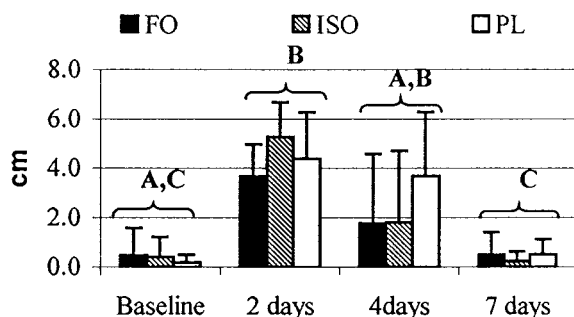 FO ISO PL
8.0
6.0
4.0
2.0
0.0
cm
A,C
B
A,B
C
Baseline 2 days 4days 7 days